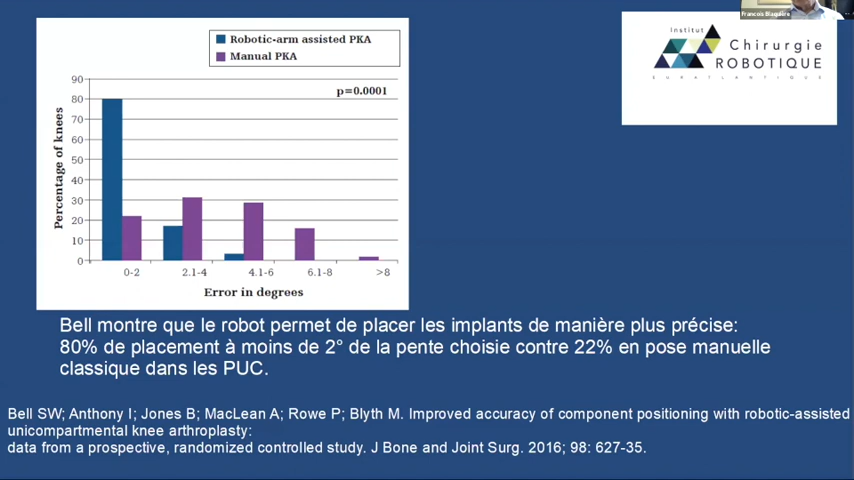 Francois Blaquière
Robotic-arm assisted PKA
Manual PKA
p=0.0001
Percentage of knees
90
80
70
60
50
40
30
20
10
0
0-2
2.1-4
4.1-6
6.1-8
>8
Error in degrees
Institut
Chirurgie
ROBOTIQUE
EURATLANTIQUE
Bell montre que le robot permet de placer les implants de manière plus précise:
80% de placement à moins de 2° de la pente choisie contre 22% en pose manuelle
classique dans les PUC.
Bell SW; Anthony I; Jones B; MacLean A; Rowe P; Blyth M. Improved accuracy of component positioning with robotic-assisted
unicompartmental knee arthroplasty:
data from a prospective, randomized controlled study. J Bone and Joint Surg. 2016; 98: 627-35.